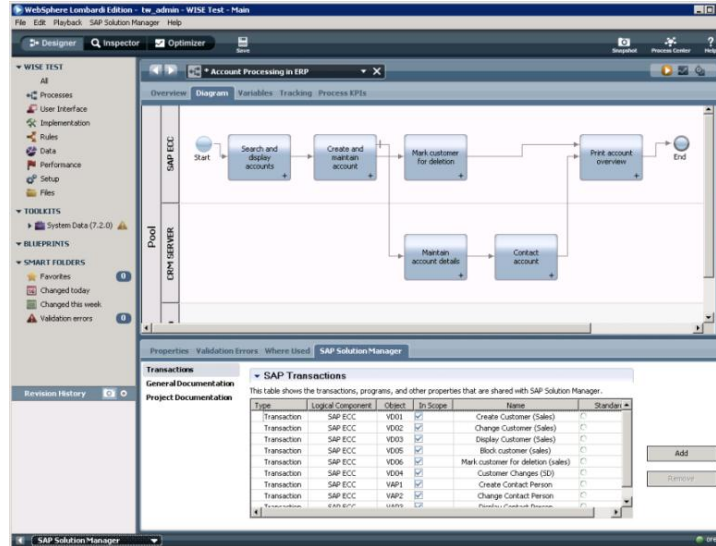 WebSphere Lombardi Edition - tw_admin - WISE Test - Main
File Edit Playback SAP Solution Manager Help
Designer Inspector Optimizer Save Snapshot Process Center Help
WISE TEST
All
Processes
User Interface
Implementation
Rules
Data
Performance
Setup
Files
TOOLKITS
System Data (7.2.0)
BLUEPRINTS
SMART FOLDERS
Favorites 0
Changed today
Changed this week
Validation errors 0
Revision History
* Account Processing in ERP
Overview Diagram Variables Tracking Process KPIs
Pool
SAP ECC
Start
Search and
display
accounts
Create and
maintain
account
Mark customer
for deletion
Print account
overview
End
CRM SERVER
Maintain
account details
Contact
account
Properties Validation Errors Where Used SAP Solution Manager
Transactions
General Documentation
Project Documentation
SAP Transactions
This table shows the transactions, programs, and other properties that are shared with SAP Solution Manager.
Type Logical Component Object In Scope Name Standar
Transaction SAP ECC VD01 Create Customer (Sales)
Transaction SAP ECC VD02 Change Customer (Sales)
Transaction SAP ECC VD03 Display Customer (Sales)
Transaction SAP ECC VD05 Block customer (sales)
Transaction SAP ECC VD06 Mark customer for deletion (sales)
Transaction SAP ECC VD04 Customer Changes (SD)
Transaction SAP ECC VAP1 Create Contact Person
Transaction SAP ECC VAP2 Change Contact Person
Transaction SAP ECC VAP3 Display Contact Person
Add
Remove
SAP Solution Manager